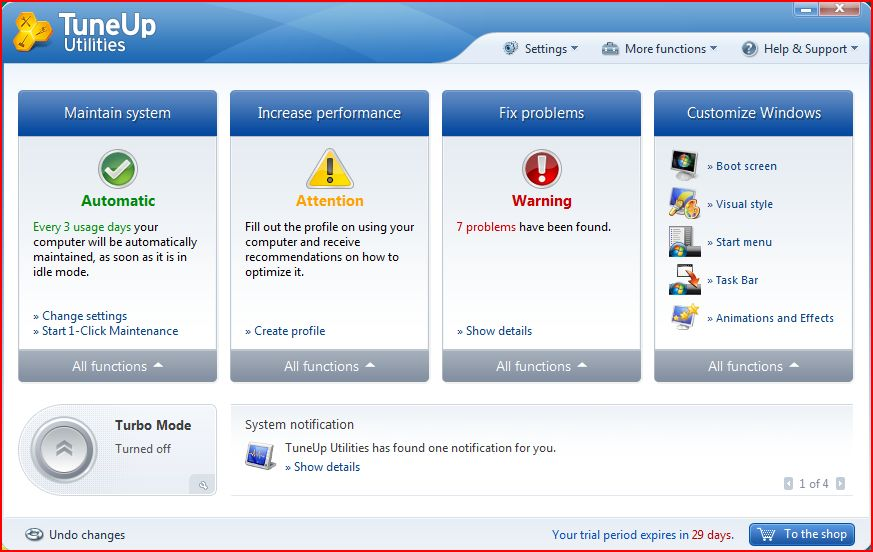 TuneUp
Utilities
Settings
More functions
Help & Support
Maintain system
Automatic
Every 3 usage days your
computer will be automatically
maintained, as soon as it is in
idle mode.
» Change settings
» Start 1-Click Maintenance
All functions
Increase performance
Attention
Fill out the profile on using your
computer and receive
recommendations on how to
optimize it.
» Create profile
All functions
Fix problems
Warning
7 problems have been found.
» Show details
All functions
Customize Windows
» Boot screen
» Visual style
» Start menu
» Task Bar
» Animations and Effects
All functions
Turbo Mode
Turned off
System notification
TuneUp Utilities has found one notification for you.
» Show details
1 of 4
Undo changes
Your trial period expires in 29 days.
To the shop